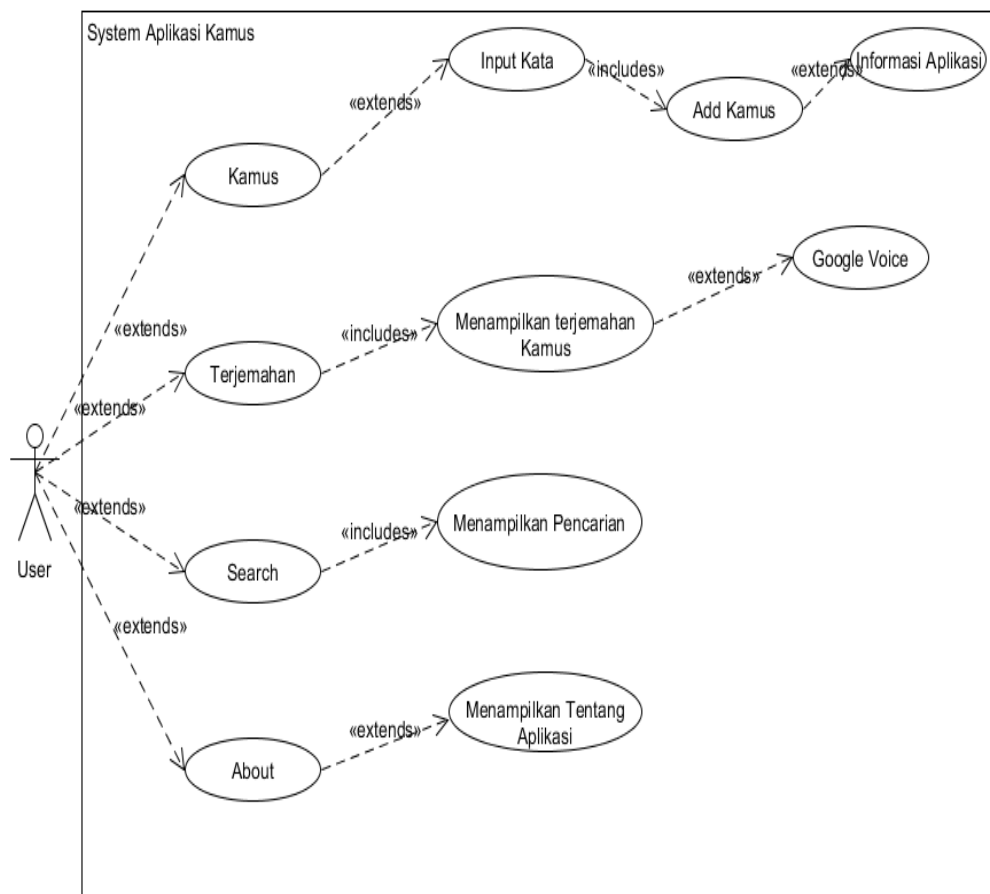 System Aplikasi Kamus
Input Kata
«includes»
«extends»
Informasi Aplikasi
Add Kamus
«extends»
Kamus
Google Voice
«extends»
«extends»
«includes»
Menampilkan terjemahan
Kamus
Terjemahan
«extends»
«extends»
«includes»
Menampilkan Pencarian
User
Search
«extends»
«extends»
Menampilkan Tentang
Aplikasi
About